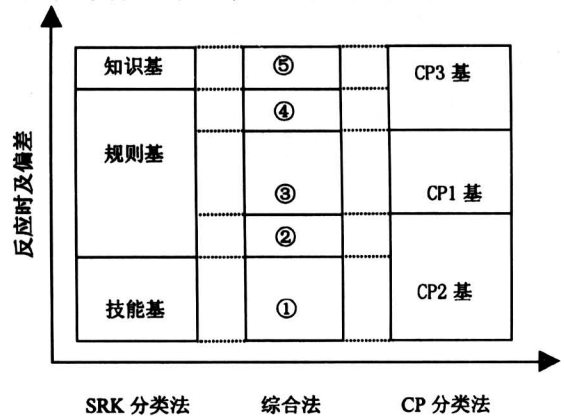 反应时及偏差
知识基
规则基
技能基
⑤
④
③
②
①
CP3 基
CP1 基
CP2 基
SRK 分类法
综合法
CP 分类法